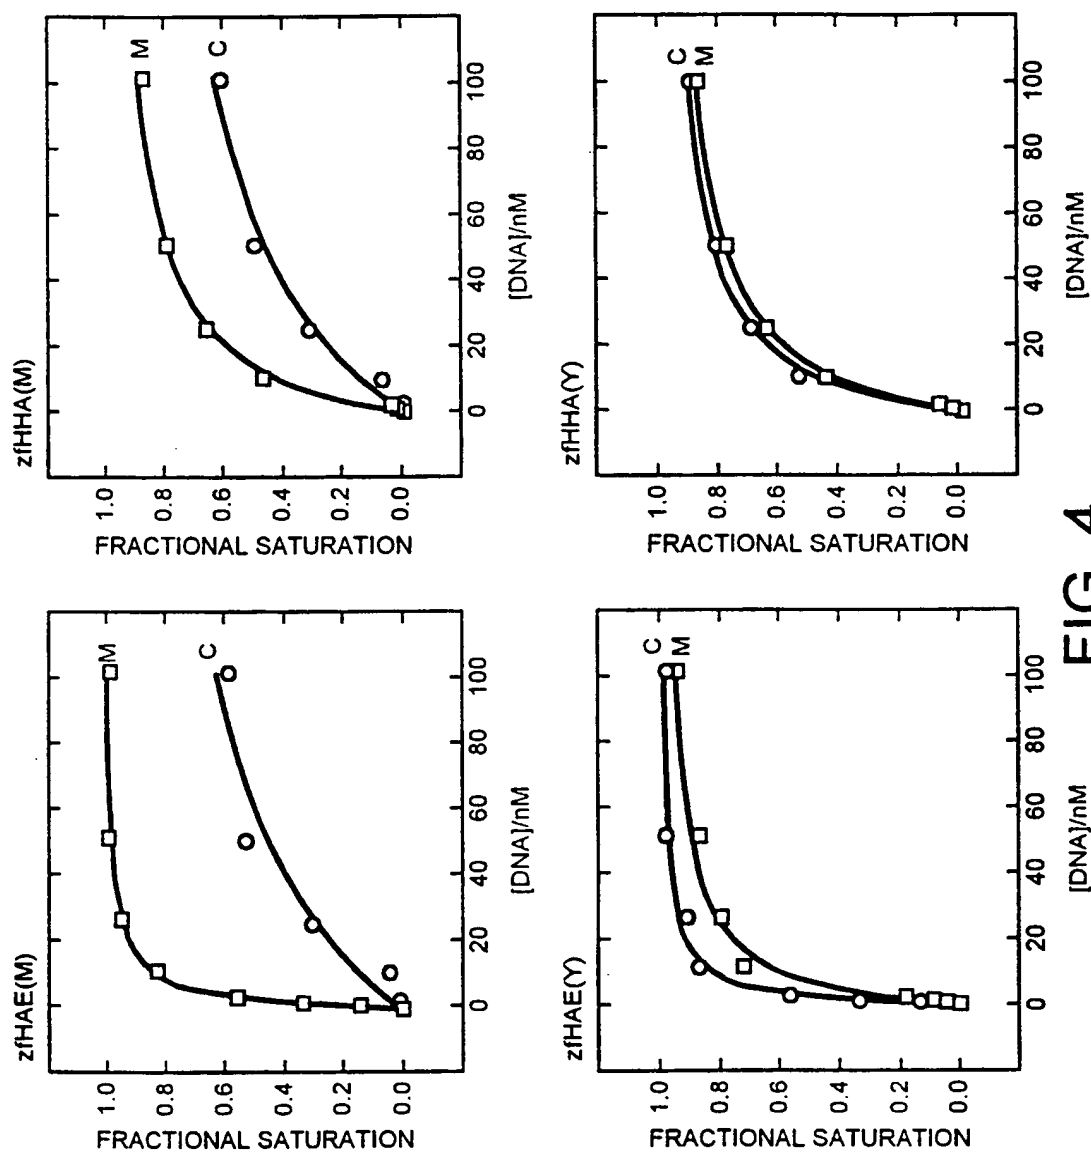 zfHAE(M)
FRACTIONAL SATURATION
1.0
0.8
0.6
0.4
0.2
0.0
M
C
0 20 40 60 80 100
[DNA]/nM
zfHHA(M)
FRACTIONAL SATURATION
1.0
0.8
0.6
0.4
0.2
0.0
M
C
0 20 40 60 80 100
[DNA]/nM
zfHAE(Y)
FRACTIONAL SATURATION
1.0
0.8
0.6
0.4
0.2
0.0
C
M
0 20 40 60 80 100
[DNA]/nM
zfHHA(Y)
FRACTIONAL SATURATION
1.0
0.8
0.6
0.4
0.2
0.0
C
M
0 20 40 60 80 100
[DNA]/nM
FIG. 4